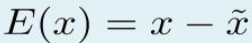 E(x) = x − x̃